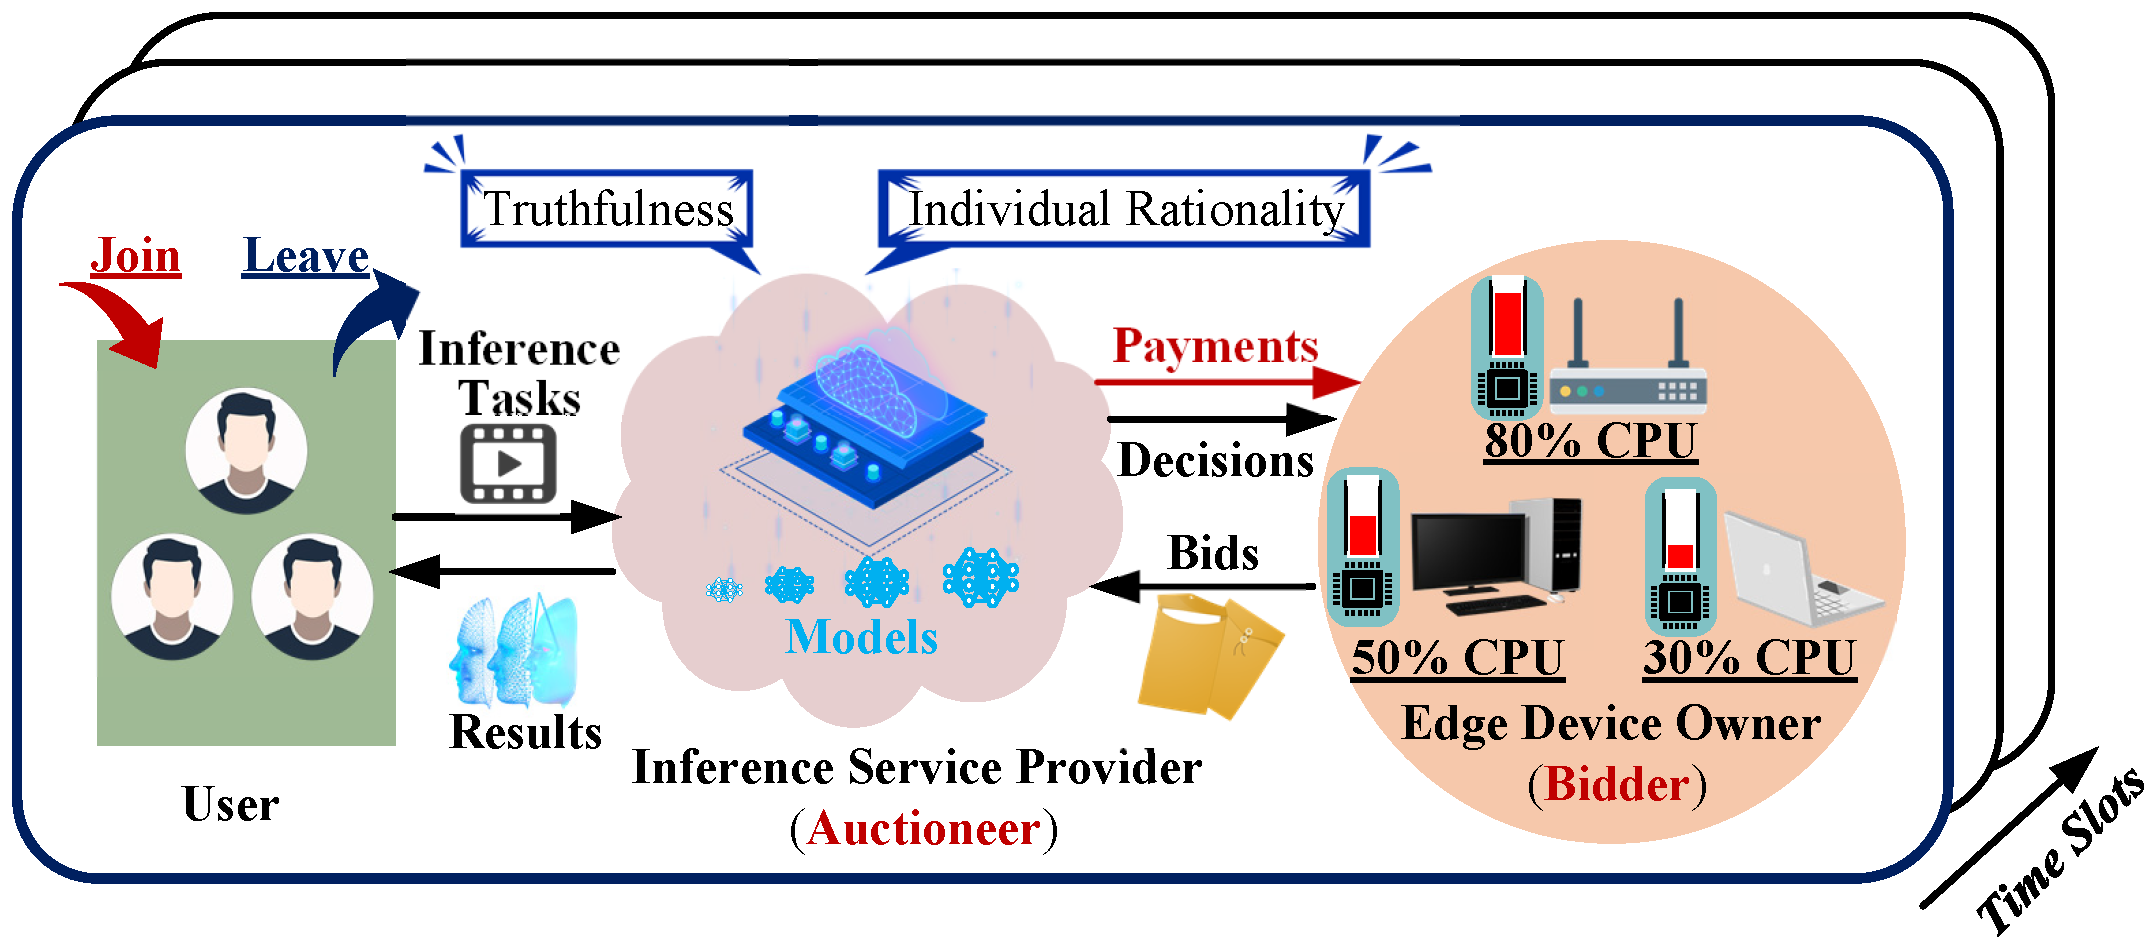 Truthfulness
Individual Rationality
Join
Leave
Inference
Tasks
Results
User
Models
Inference Service Provider
(Auctioneer)
Payments
Decisions
Bids
80% CPU
50% CPU
30% CPU
Edge Device Owner
(Bidder)
Time Slots